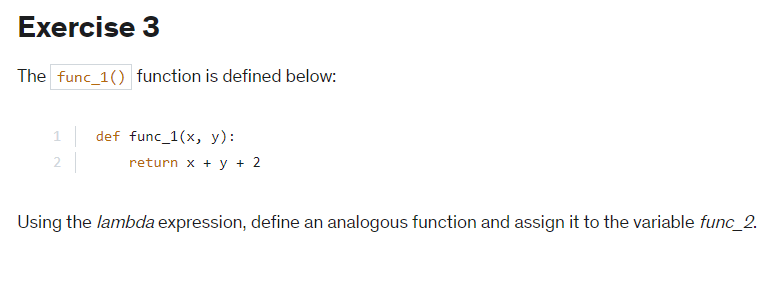 Exercise 3
The func_1() function is defined below:
1 def func_1(x, y):
2     return x + y + 2
Using the lambda expression, define an analogous function and assign it to the variable func_2.